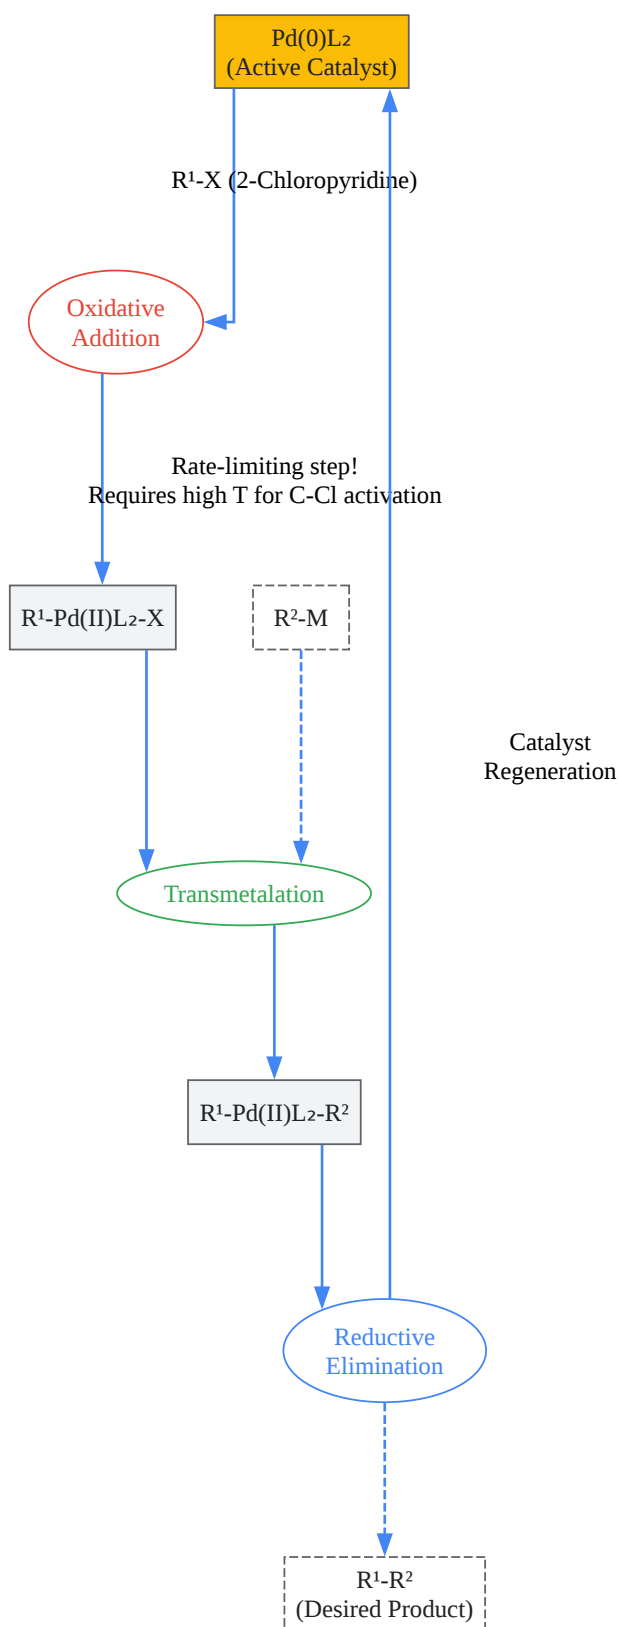 Pd(0)L₂
(Active Catalyst)
R¹-X (2-Chloropyridine)
Oxidative
Addition
Rate-limiting step!
Requires high T for C-Cl activation
R¹-Pd(II)L₂-X
R²-M
Catalyst
Regeneration
Transmetalation
R¹-Pd(II)L₂-R²
Reductive
Elimination
R¹-R²
(Desired Product)